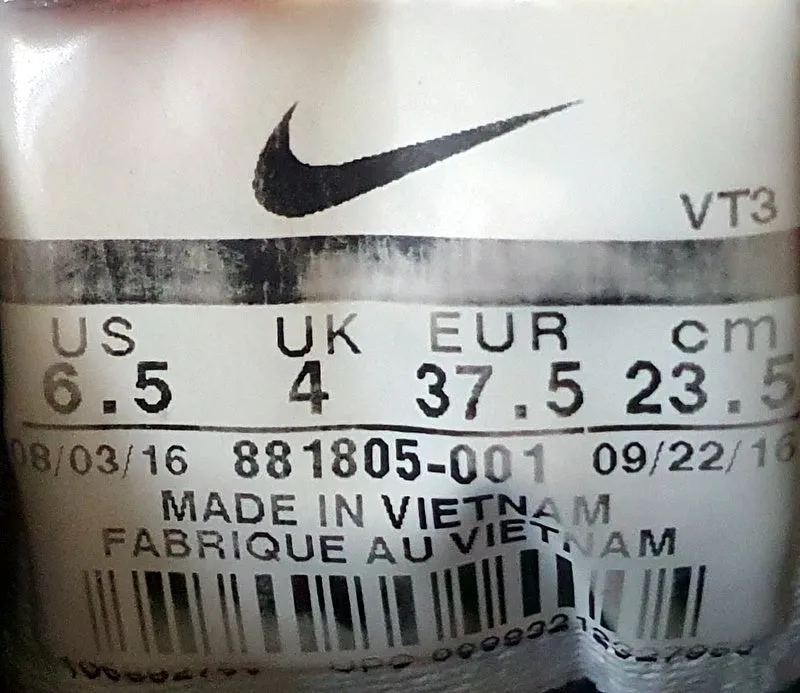 VT3
US UK EUR cm
6.5 4 37.5 23.5
08/03/16 881805-001 09/22/16
MADE IN VIETNAM
FABRIQUE AU VIETNAM